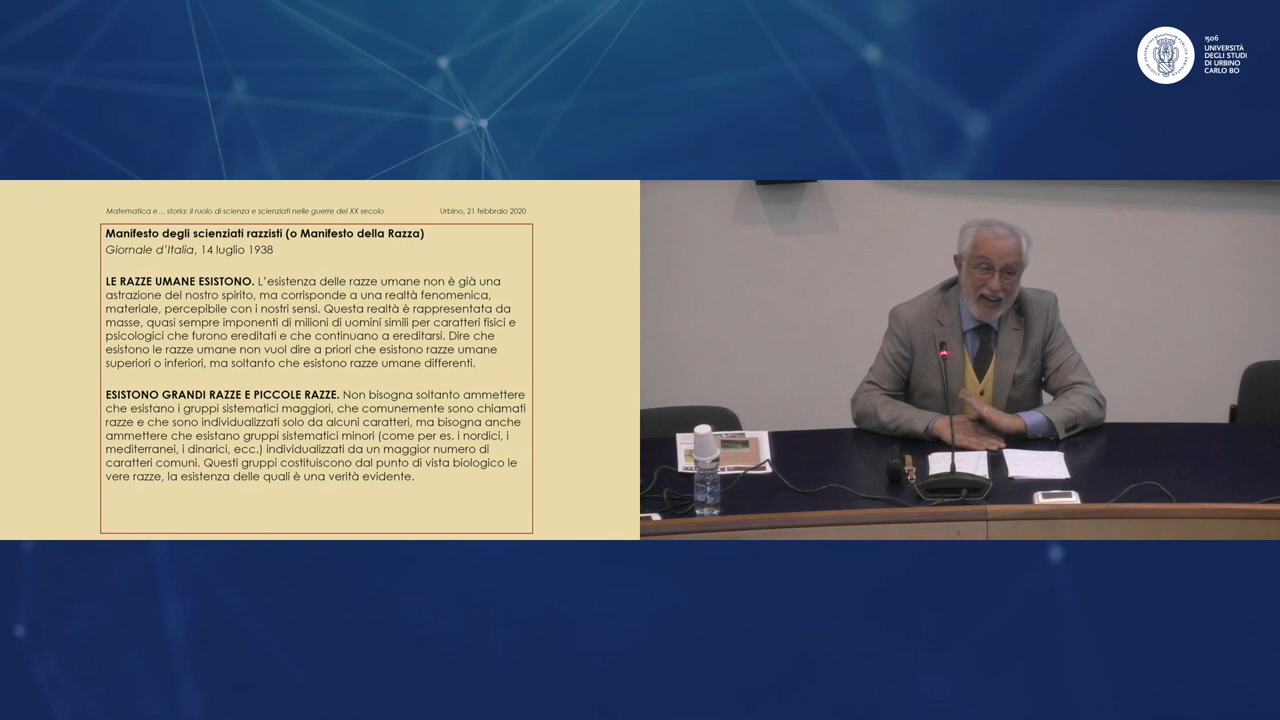 1506
UNIVERSITÀ
DEGLI STUDI
DI URBINO
CARLO BO
Matematica e... storia: il ruolo di scienza e scienziati nelle guerre del XX secolo
Urbino, 21 febbraio 2020
Manifesto degli scienziati razzisti (o Manifesto della Razza)
Giornale d'Italia, 14 luglio 1938
LE RAZZE UMANE ESISTONO. L'esistenza delle razze umane non è già una
astrazione del nostro spirito, ma corrisponde a una realtà fenomenica,
materiale, percepibile con i nostri sensi. Questa realtà è rappresentata da
masse, quasi sempre imponenti di milioni di uomini simili per caratteri fisici e
psicologici che furono ereditati e che continuano a ereditarsi. Dire che
esistono le razze umane non vuol dire a priori che esistono razze umane
superiori o inferiori, ma soltanto che esistono razze umane differenti.
ESISTONO GRANDI RAZZE E PICCOLE RAZZE. Non bisogna soltanto ammettere
che esistano i gruppi sistematici maggiori, che comunemente sono chiamati
razze e che sono individualizzati solo da alcuni caratteri, ma bisogna anche
ammettere che esistano gruppi sistematici minori (come per es. i nordici, i
mediterranei, i dinarici, ecc.) individualizzati da un maggior numero di
caratteri comuni. Questi gruppi costituiscono dal punto di vista biologico le
vere razze, la esistenza delle quali è una verità evidente.